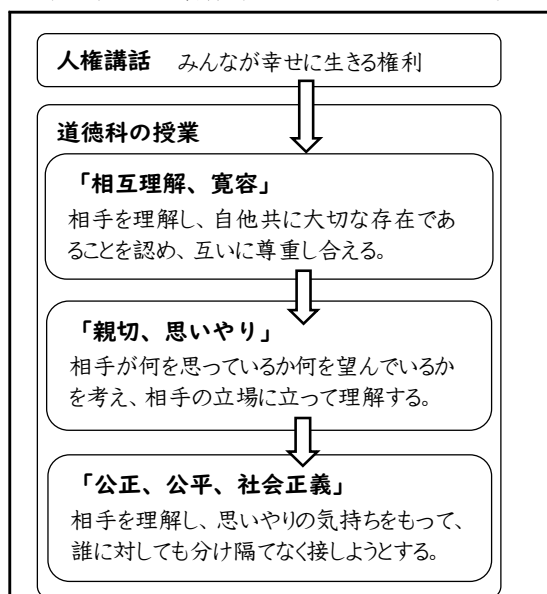 人権講話 みんなが幸せに生きる権利
道徳科の授業
「相互理解、寛容」
相手を理解し、自他共に大切な存在であ
ることを認め、互いに尊重し合える。
「親切、思いやり」
相手が何を思っているか何を望んでいるか
を考え、相手の立場に立って理解する。
「公正、公平、社会正義」
相手を理解し、思いやりの気持ちをもって、
誰に対しても分け隔てなく接しようとする。